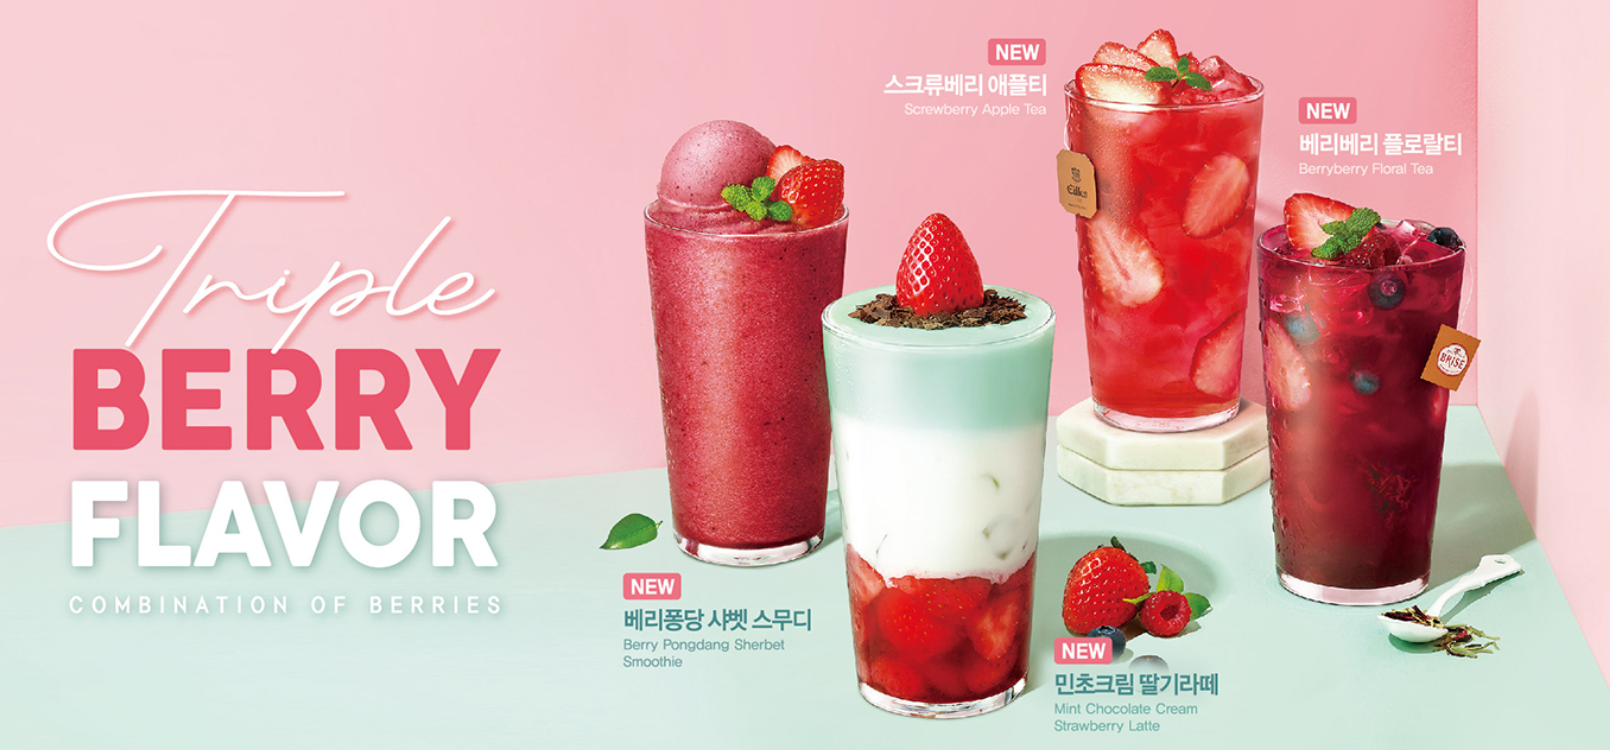 Triple
BERRY
FLAVOR
COMBINATION OF BERRIES
NEW
베리퐁당 샤벳 스무디
Berry Pongdang Sherbet
Smoothie
NEW
스크류베리 애플티
Screwberry Apple Tea
NEW
베리베리 플로랄티
Berryberry Floral Tea
NEW
민초크림 딸기라떼
Mint Chocolate Cream
Strawberry Latte
BRISE